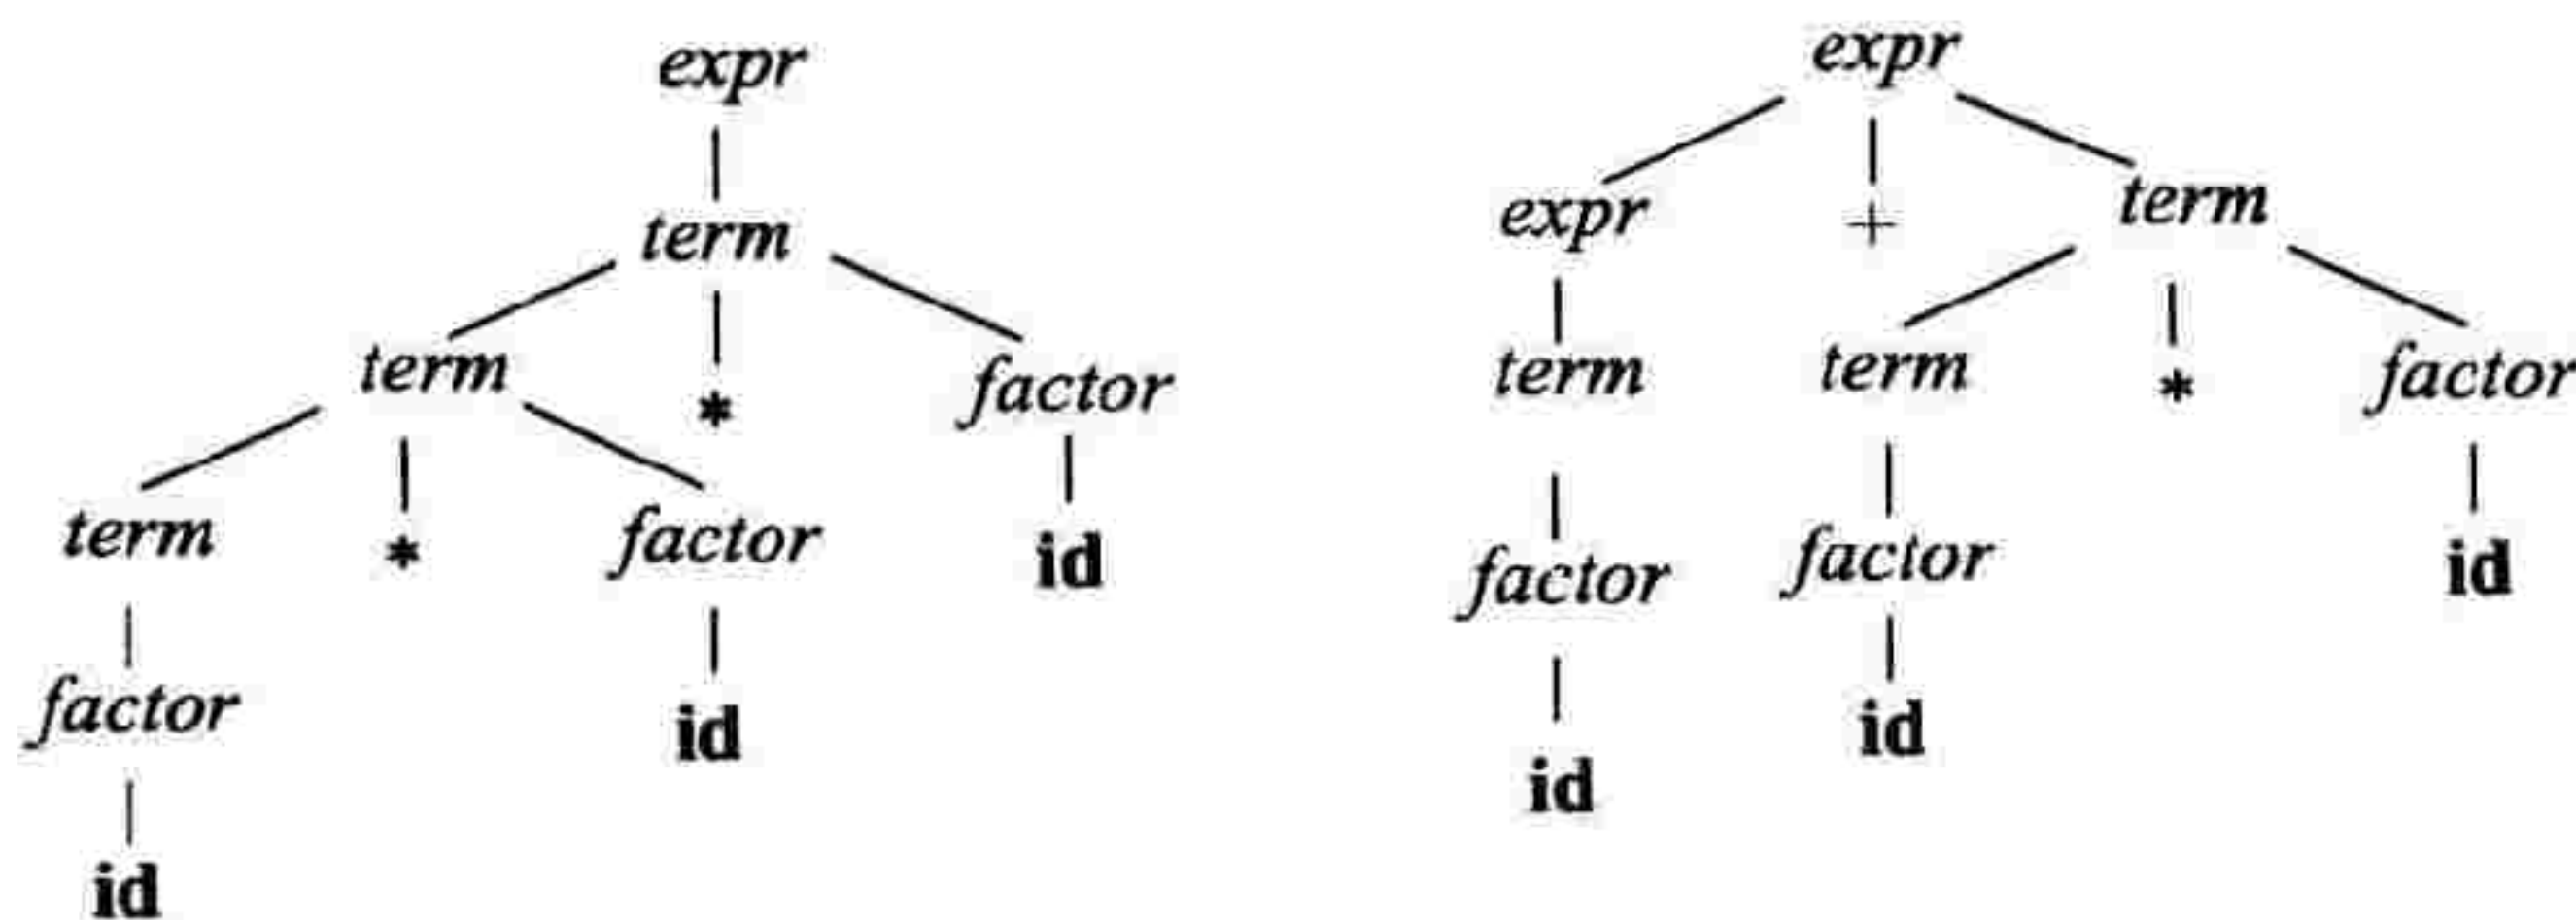 expr
term
term * factor
term * factor id
factor id
id
expr
expr + term
term term * factor
factor factor id
id id